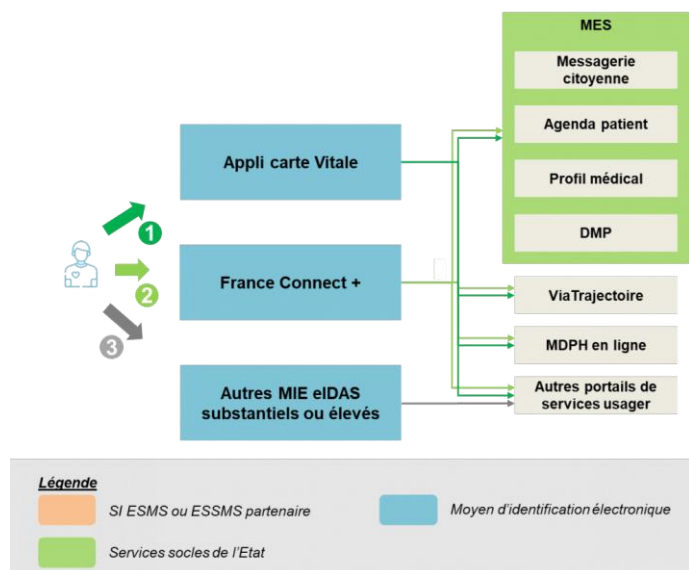 MES
Messagerie
citoyenne
Agenda patient
Profil médical
DMP
Appli carte Vitale
1
2
3
France Connect +
Autres MIE eIDAS
substantiels ou élevés
ViaTrajectoire
MDPH en ligne
Autres portails de
services usager
Légende
SI ESMS ou ESSMS partenaire
Moyen d'identification électronique
Services socles de l'Etat